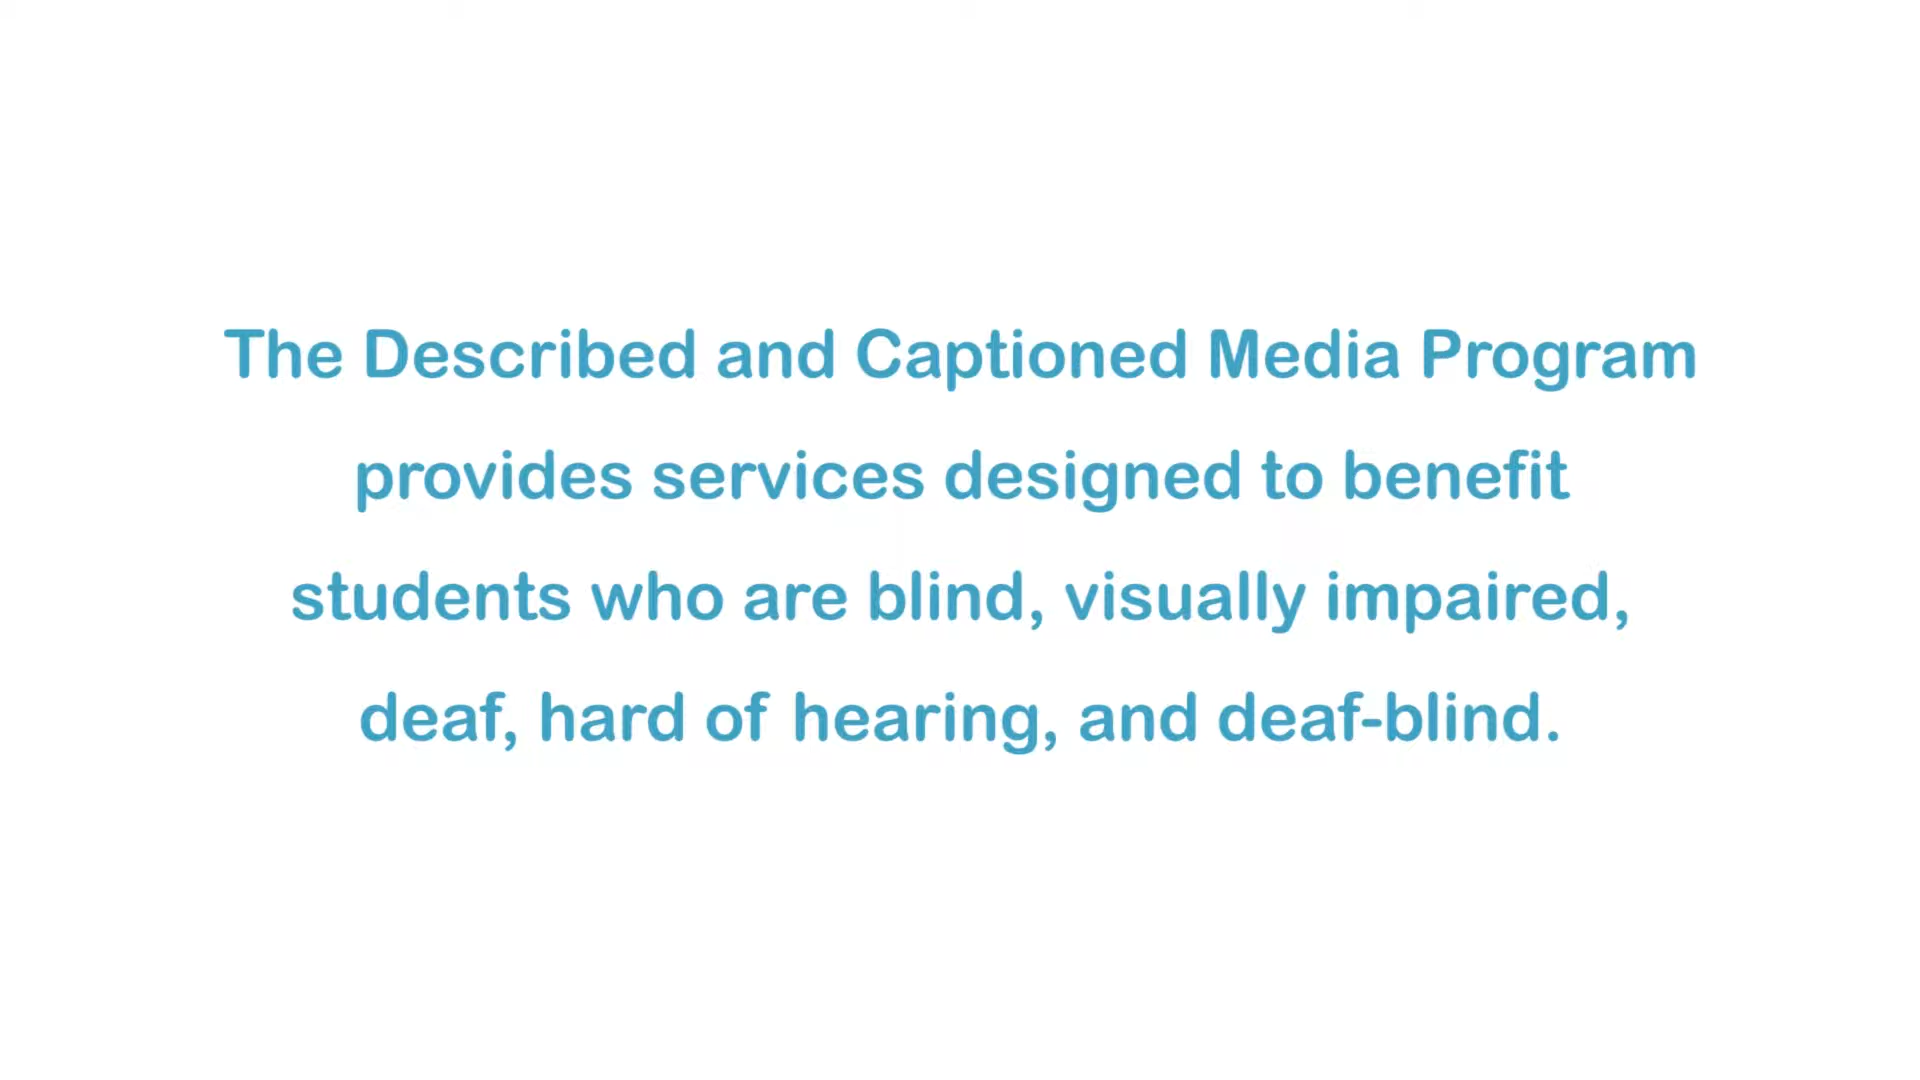 The Described and Captioned Media Program
provides services designed to benefit
students who are blind, visually impaired,
deaf, hard of hearing, and deaf-blind.